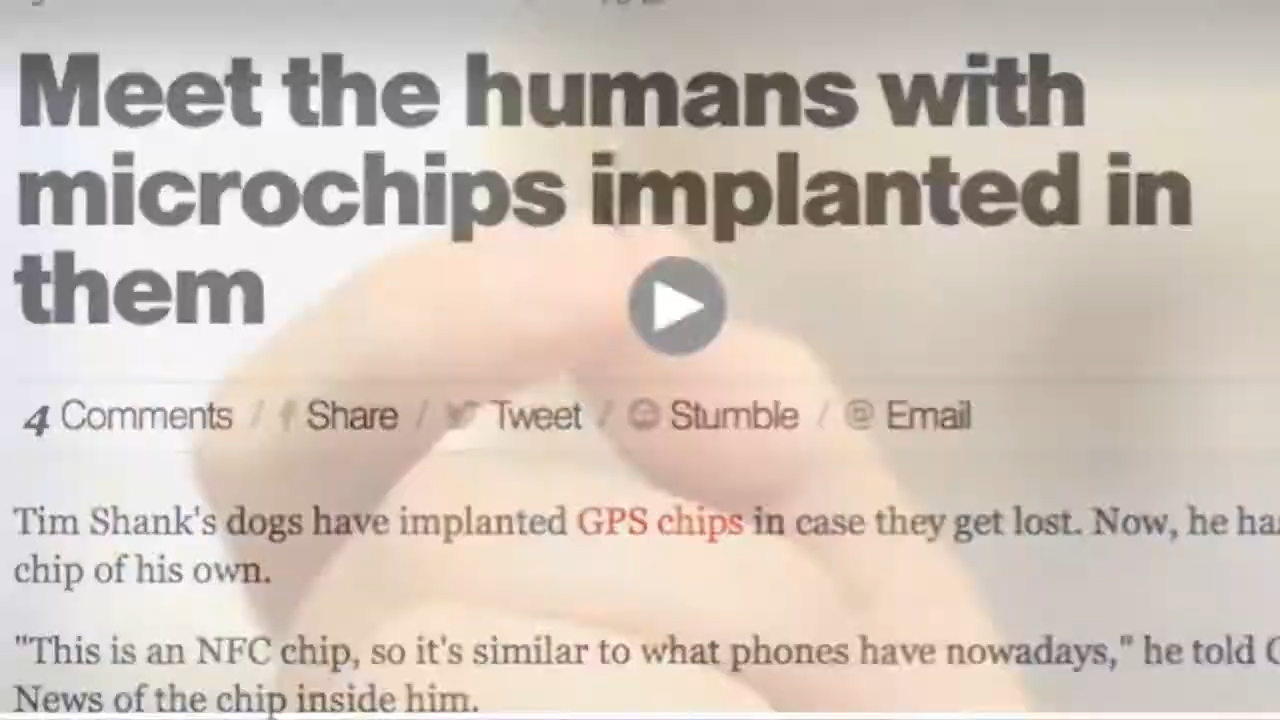 Meet the humans with
microchips implanted in
them
4 Comments / Share / Tweet / Stumble / @ Email
Tim Shank's dogs have implanted GPS chips in case they get lost. Now, he ha
chip of his own.
"This is an NFC chip, so it's similar to what phones have nowadays," he told
News of the chip inside him.